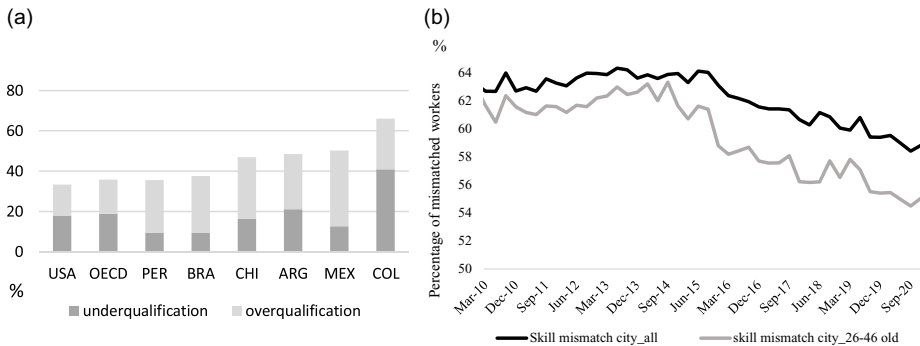 (a)
80
60
40
20
0
%
USA OECD PER BRA CHI ARG MEX COL
underqualification overqualification
(b)
%
Percentage of mismatched workers
64
62
60
58
56
54
52
50
Mar-10 Dec-10 Sep-11 Jun-12 Mar-13 Dec-13 Sep-14 Jun-15 Mar-16 Dec-16 Sep-17 Jun-18 Mar-19 Dec-19 Sep-20
Skill mismatch city_all skill mismatch city_26-46 old